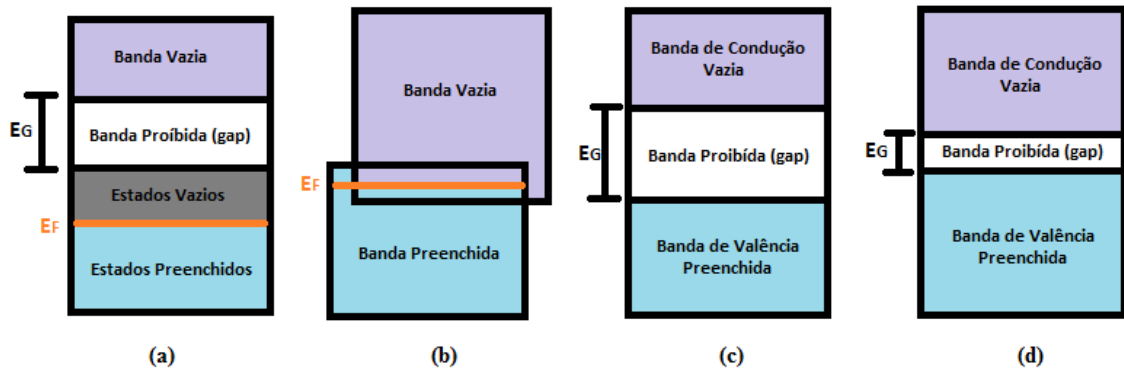 Banda Vazia
EG
Banda Proíbida (gap)
Estados Vazios
EF
Estados Preenchidos
(a)
Banda Vazia
EF
Banda Preenchida
(b)
Banda de Condução
Vazia
EG
Banda Proibída (gap)
Banda de Valência
Preenchida
(c)
Banda de Condução
Vazia
EG
Banda Proibída (gap)
Banda de Valência
Preenchida
(d)